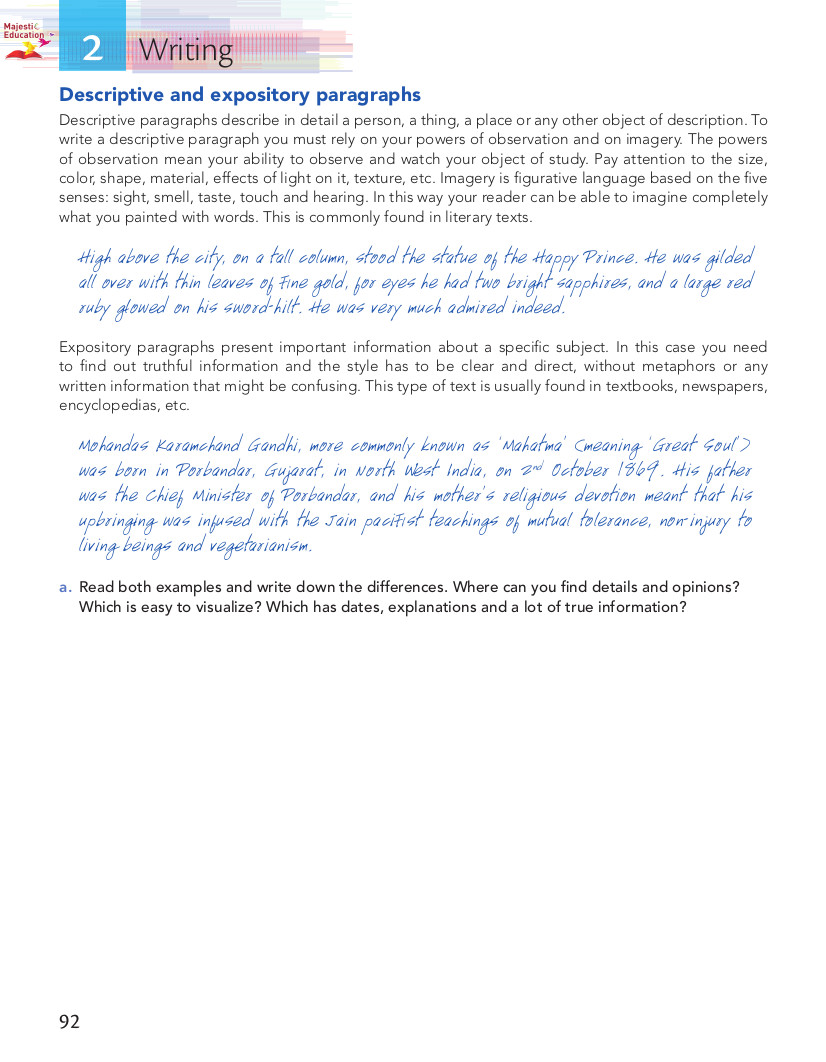 Majestic
Education
2 Writing
Descriptive and expository paragraphs
Descriptive paragraphs describe in detail a person, a thing, a place or any other object of description. To
write a descriptive paragraph you must rely on your powers of observation and on imagery. The powers
of observation mean your ability to observe and watch your object of study. Pay attention to the size,
color, shape, material, effects of light on it, texture, etc. Imagery is figurative language based on the five
senses: sight, smell, taste, touch and hearing. In this way your reader can be able to imagine completely
what you painted with words. This is commonly found in literary texts.
High above the city, on a tall column, stood the statue of the Happy Prince. He was gilded
all over with thin leaves of fine gold, for eyes he had two bright sapphires, and a large red
ruby glowed on his sword-hilt. He was very much admired indeed.
Expository paragraphs present important information about a specific subject. In this case you need
to find out truthful information and the style has to be clear and direct, without metaphors or any
written information that might be confusing. This type of text is usually found in textbooks, newspapers,
encyclopedias, etc.
Mohandas Karamchand Gandhi, more commonly known as 'Mahatma' (meaning 'Great Soul')
was born in Porbandar, Gujarat, in North West India, on 2nd October 1869. His father
was the Chief Minister of Porbandar, and his mother's religious devotion meant that his
upbringing was infused with the Jain pacifist teachings of mutual tolerance, non-injury to
living beings and vegetarianism.
a. Read both examples and write down the differences. Where can you find details and opinions?
Which is easy to visualize? Which has dates, explanations and a lot of true information?
92